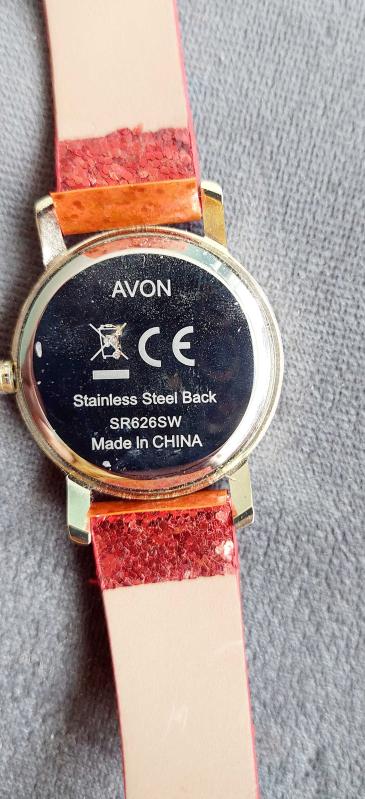 AVON
CE
Stainless Steel Back
SR626SW
Made In CHINA